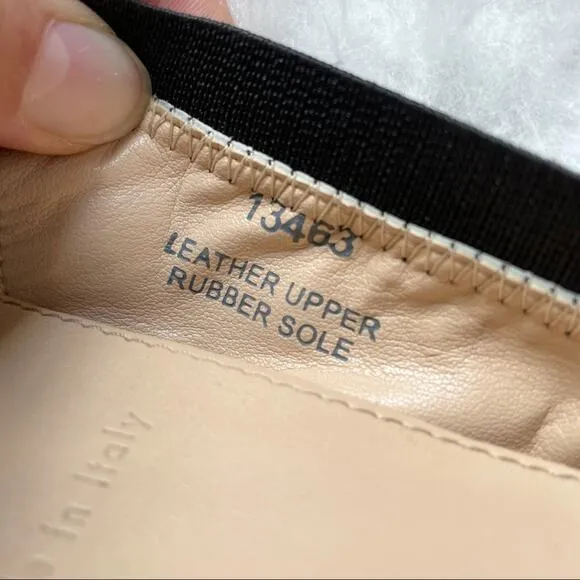 13463
LEATHER UPPER
RUBBER SOLE
in Italy